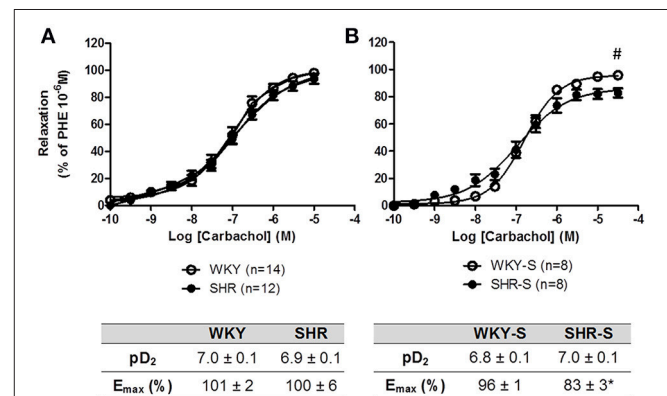 A
120
100
80
60
40
20
0
Relaxation
(% of PHE 10⁻⁶M)
-10 -9 -8 -7 -6 -5 -4
Log [Carbachol] (M)
WKY (n=14)
SHR (n=12)
B
120
100
80
60
40
20
0
#
-10 -9 -8 -7 -6 -5 -4
Log [Carbachol] (M)
WKY-S (n=8)
SHR-S (n=8)
WKY SHR
pD₂ 7.0 ± 0.1 6.9 ± 0.1
Eₘₐₓ (%) 101 ± 2 100 ± 6
WKY-S SHR-S
pD₂ 6.8 ± 0.1 7.0 ± 0.1
Eₘₐₓ (%) 96 ± 1 83 ± 3*